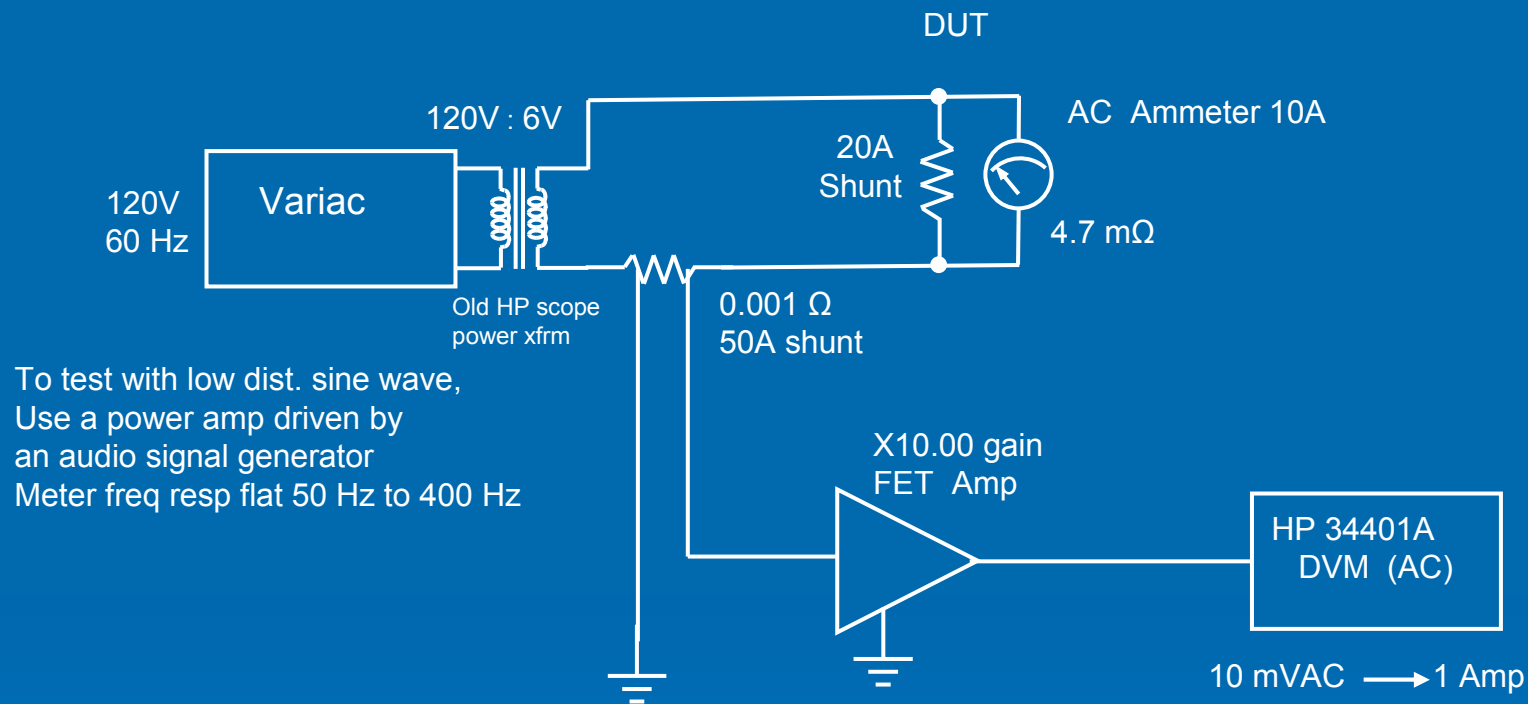 DUT
120V : 6V
AC Ammeter 10A
20A
Shunt
Variac
120V
60 Hz
4.7 mΩ
Old HP scope
power xfrm
0.001 Ω
50A shunt
To test with low dist. sine wave,
Use a power amp driven by
an audio signal generator
Meter freq resp flat 50 Hz to 400 Hz
X10.00 gain
FET Amp
HP 34401A
DVM (AC)
10 mVAC → 1 Amp